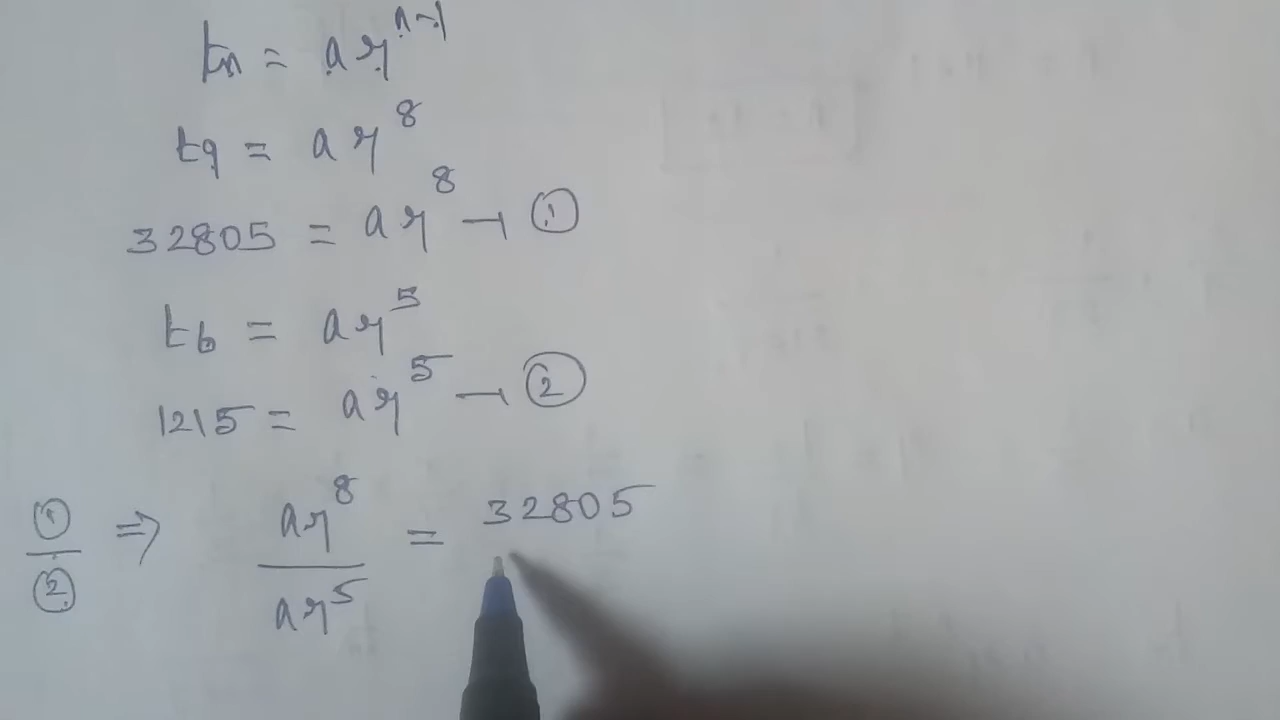 tn = ar^n-1
t9 = ar^8
32805 = ar^8 — ①
t6 = ar^5
1215 = ar^5 — ②
①/② ⇒ ar^8/ar^5 = 32805